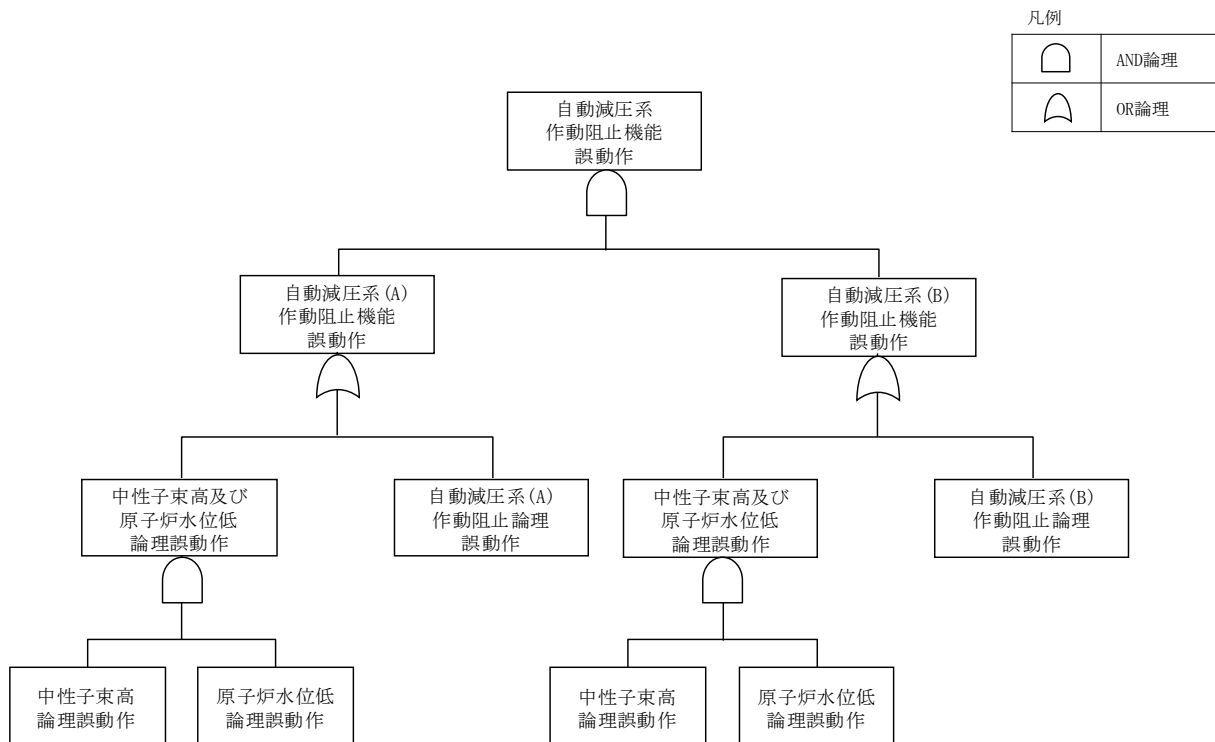 凡例
AND論理
OR論理
自動減圧系
作動阻止機能
誤動作
自動減圧系(A)
作動阻止機能
誤動作
自動減圧系(B)
作動阻止機能
誤動作
中性子束高及び
原子炉水位低
論理誤動作
自動減圧系(A)
作動阻止論理
誤動作
中性子束高及び
原子炉水位低
論理誤動作
自動減圧系(B)
作動阻止論理
誤動作
中性子束高
論理誤動作
原子炉水位低
論理誤動作
中性子束高
論理誤動作
原子炉水位低
論理誤動作